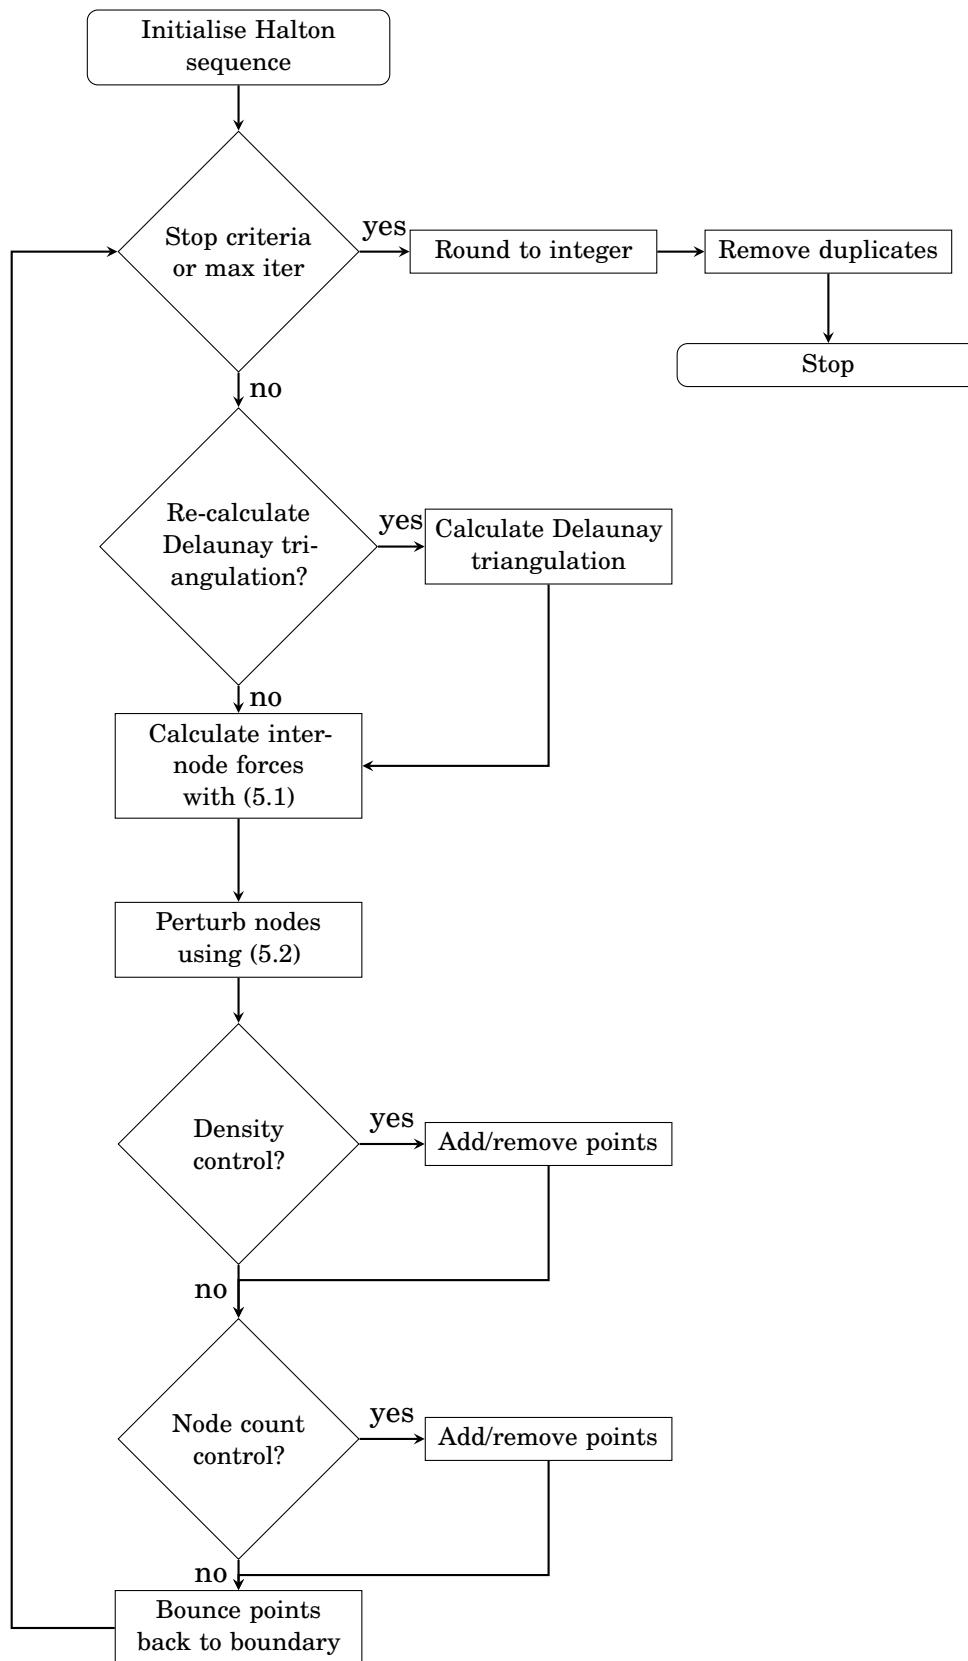 Initialise Halton
sequence
Stop criteria
or max iter
yes
Round to integer
Remove duplicates
Stop
no
Re-calculate
Delaunay tri-
angulation?
yes
Calculate Delaunay
triangulation
no
Calculate inter-
node forces
with (5.1)
Perturb nodes
using (5.2)
Density
control?
yes
Add/remove points
no
Node count
control?
yes
Add/remove points
no
Bounce points
back to boundary